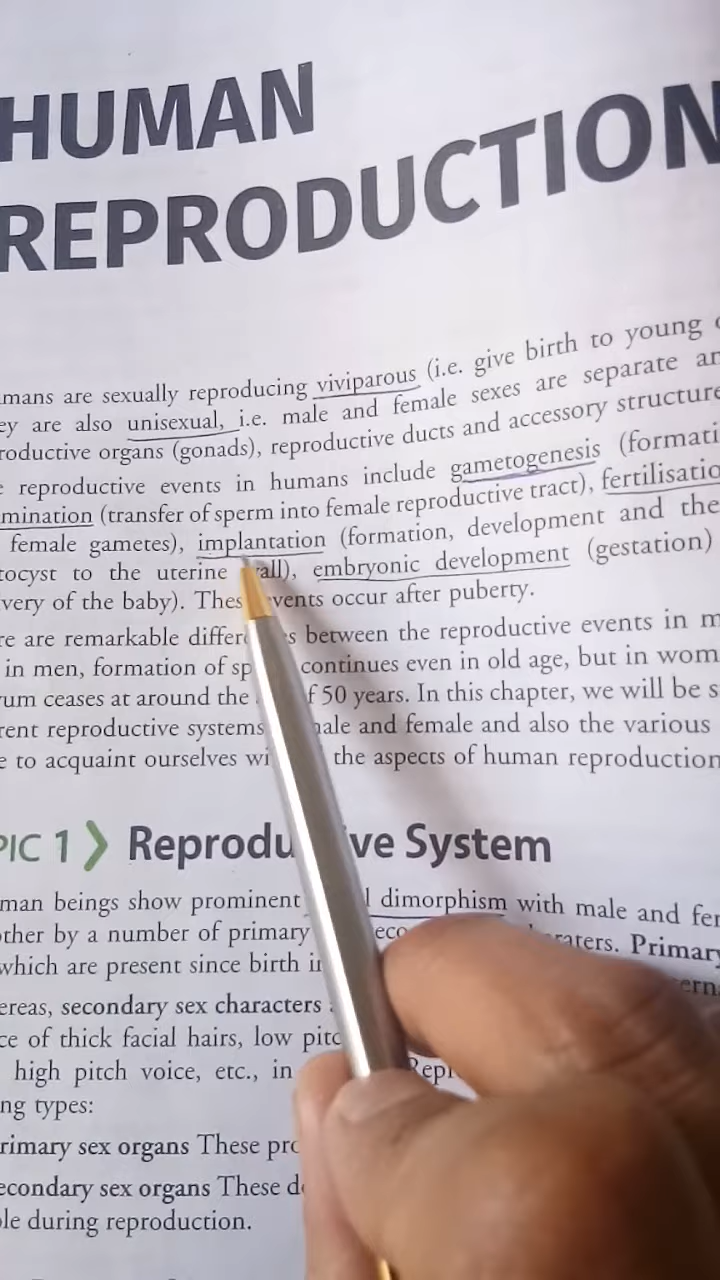 HUMAN
REPRODUCTION
mans are sexually reproducing viviparous (i.e. give birth to young
ey are also unisexual, i.e. male and female sexes are separate an
roductive organs (gonads), reproductive ducts and accessory structure
reproductive events in humans include gametogenesis (formati
mination (transfer of sperm into female reproductive tract), fertilisatio
female gametes), implantation (formation, development and the
tocyst to the uterine all), embryonic development (gestation)
very of the baby). Thes vents occur after puberty.
re are remarkable differe s between the reproductive events in m
in men, formation of sp continues even in old age, but in wom
um ceases at around the f 50 years. In this chapter, we will be s
rent reproductive systems ale and female and also the various
e to acquaint ourselves wi the aspects of human reproduction
PIC 1 Reprodu ve System
man beings show prominent l dimorphism with male and fem
other by a number of primary eco raters. Primary
which are present since birth in erna
ereas, secondary sex characters
ce of thick facial hairs, low pitc
high pitch voice, etc., in Repr
ng types:
rimary sex organs These pro
econdary sex organs These d
le during reproduction.